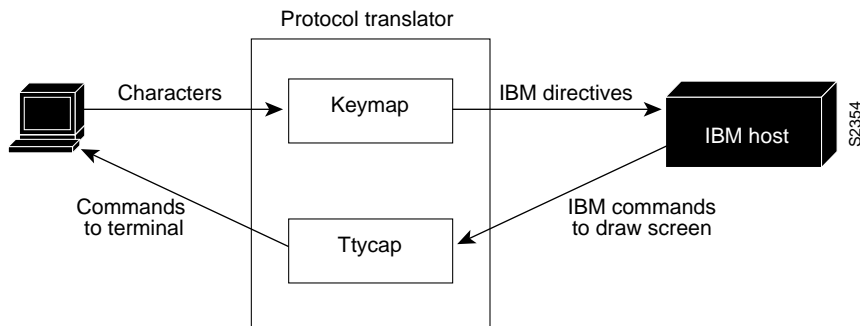 Protocol translator
Characters
Keymap
IBM directives
IBM host
S2354
Commands
to terminal
Ttycap
IBM commands
to draw screen